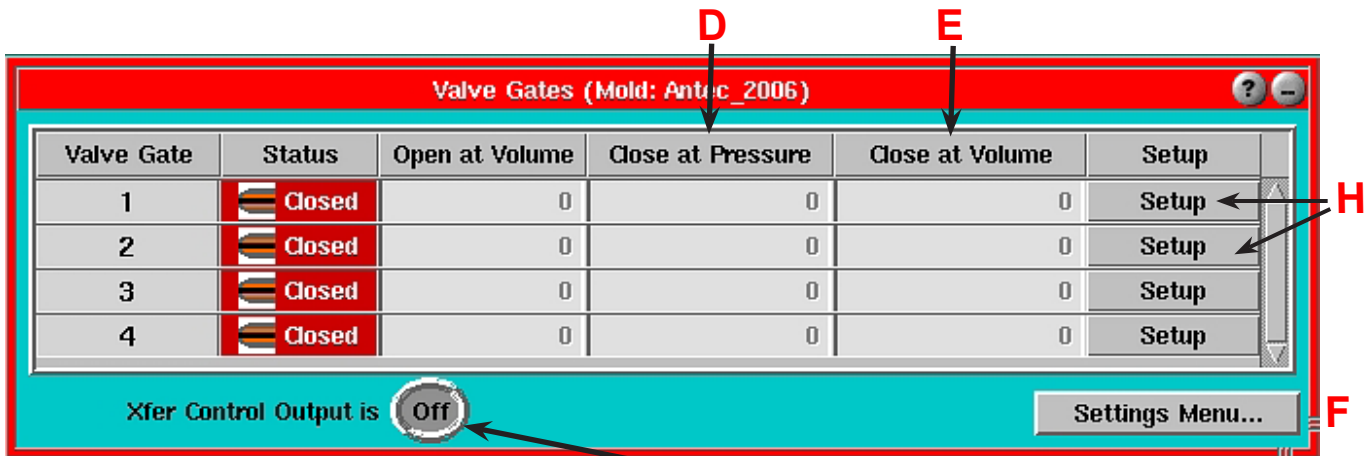 D E
Valve Gates (Mold: Antec_2006) ? -
Valve Gate Status Open at Volume Close at Pressure Close at Volume Setup
1 Closed 0 0 0 Setup
H
2 Closed 0 0 0 Setup
3 Closed 0 0 0 Setup
4 Closed 0 0 0 Setup
Xfer Control Output is Off Settings Menu... F